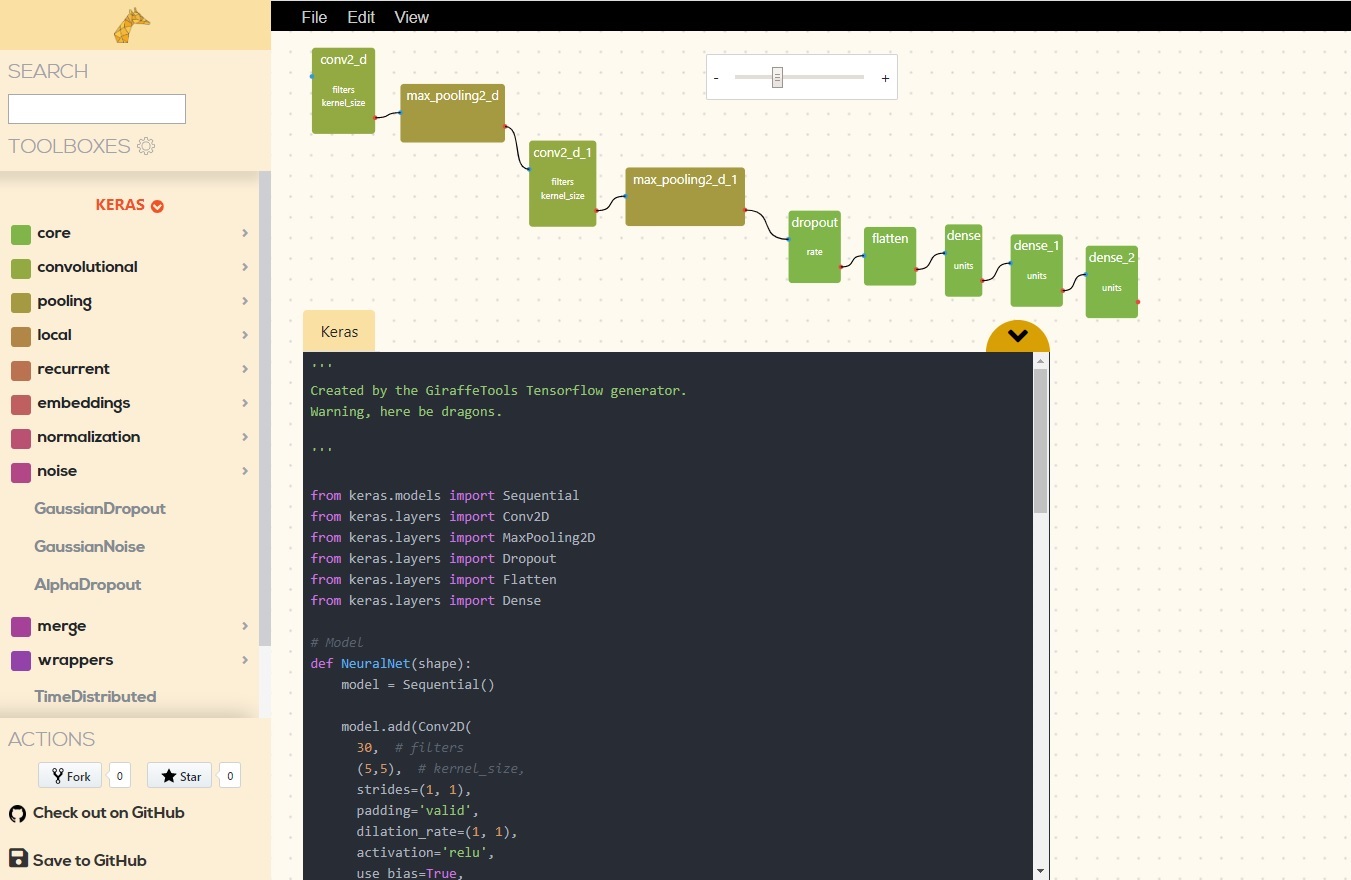 File Edit View
SEARCH
TOOLBOXES
KERAS
core
convolutional
pooling
local
recurrent
embeddings
normalization
noise
GaussianDropout
GaussianNoise
AlphaDropout
merge
wrappers
TimeDistributed
ACTIONS
Fork 0 Star 0
Check out on GitHub
Save to GitHub
conv2_d
filters
kernel_size
max_pooling2_d
conv2_d_1
filters
kernel_size
max_pooling2_d_1
dropout
rate
flatten
dense
units
dense_1
units
dense_2
units
- +
Keras
'''
Created by the GiraffeTools Tensorflow generator.
Warning, here be dragons.
'''
from keras.models import Sequential
from keras.layers import Conv2D
from keras.layers import MaxPooling2D
from keras.layers import Dropout
from keras.layers import Flatten
from keras.layers import Dense
# Model
def NeuralNet(shape):
model = Sequential()
model.add(Conv2D(
30, # filters
(5,5), # kernel_size,
strides=(1, 1),
padding='valid',
dilation_rate=(1, 1),
activation='relu',
use_bias=True,